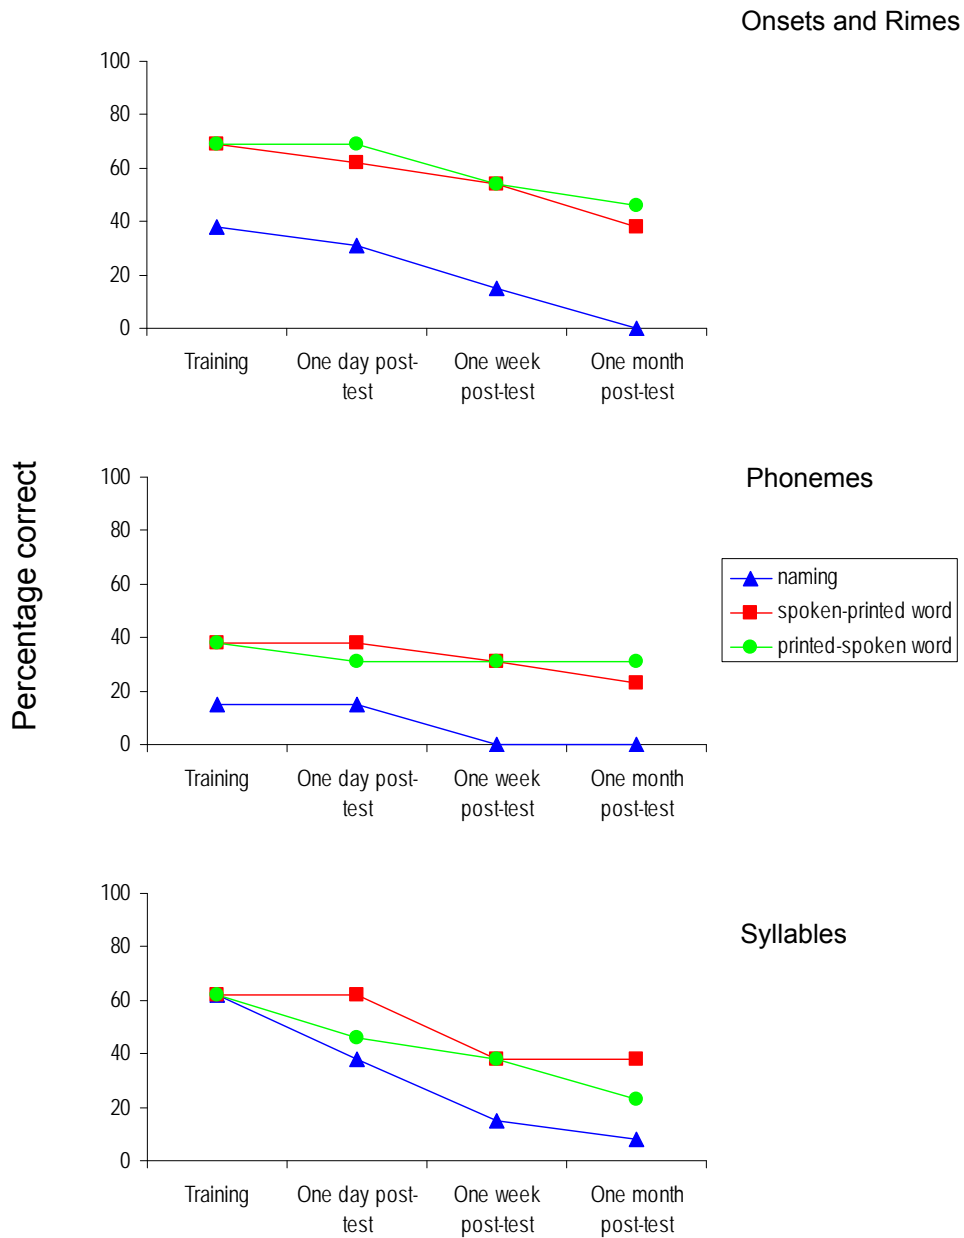 Onsets and Rimes
100
80
60
40
20
0
Training
One day post-
test
One week
post-test
One month
post-test
Percentage correct
Phonemes
100
80
60
40
20
0
Training
One day post-
test
One week
post-test
One month
post-test
naming
spoken-printed word
printed-spoken word
Syllables
100
80
60
40
20
0
Training
One day post-
test
One week
post-test
One month
post-test